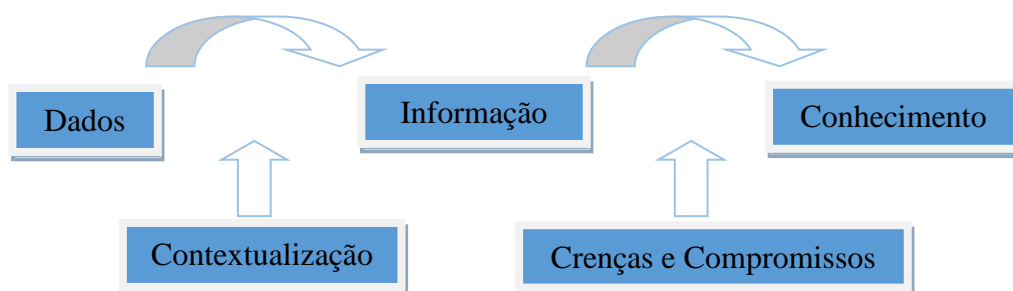 Dados
Informação
Conhecimento
Contextualização
Crenças e Compromissos